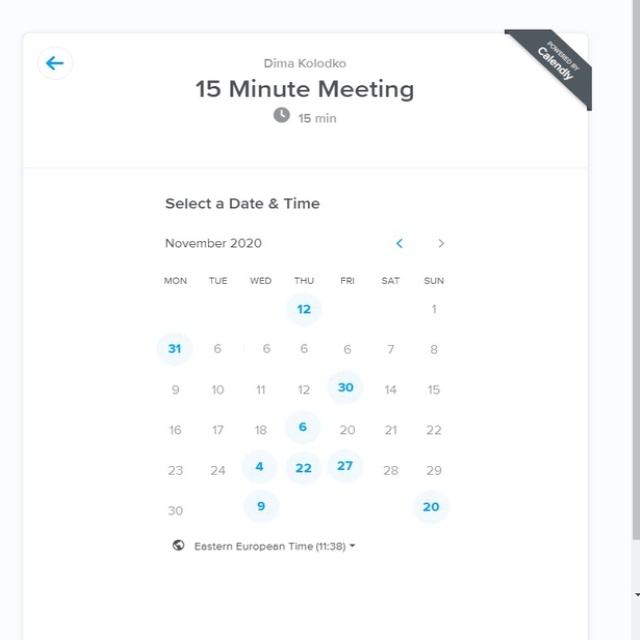 POWERED BY
Calendly
Dima Kolodko
15 Minute Meeting
15 min
Select a Date & Time
November 2020
MON TUE WED THU FRI SAT SUN
12 1
31 6 6 6 6 7 8
9 10 11 12 30 14 15
16 17 18 6 20 21 22
23 24 4 22 27 28 29
30 9 20
Eastern European Time (11:38)